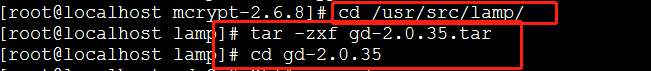 [root@localhost mcrypt-2.6.8]# cd /usr/src/lamp/
[root@localhost lamp]# tar -zxf gd-2.0.35.tar
[root@localhost lamp]# cd gd-2.0.35